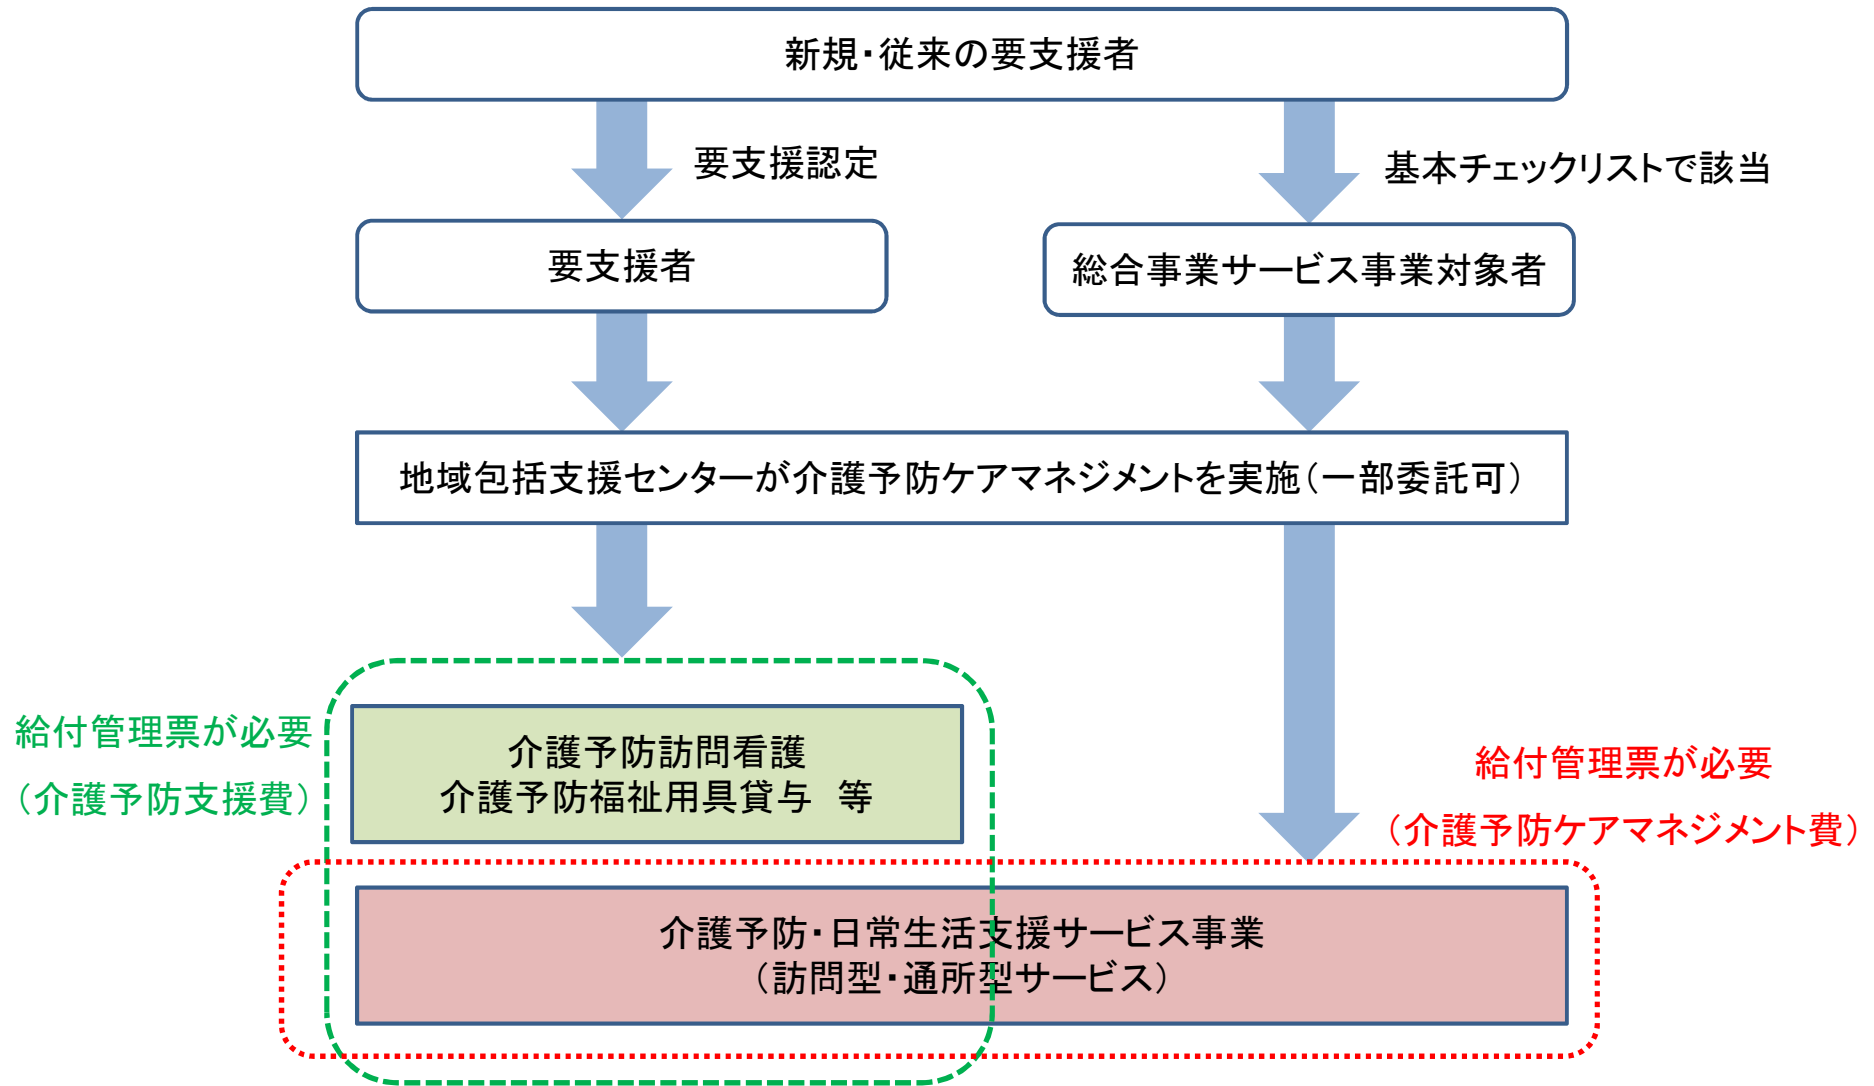 新規・従来の要支援者
要支援認定
基本チェックリストで該当
要支援者
総合事業サービス事業対象者
地域包括支援センターが介護予防ケアマネジメントを実施（一部委託可）
給付管理票が必要
（介護予防支援費）
介護予防訪問看護
介護予防福祉用具貸与　等
給付管理票が必要
（介護予防ケアマネジメント費）
介護予防・日常生活支援サービス事業
（訪問型・通所型サービス）